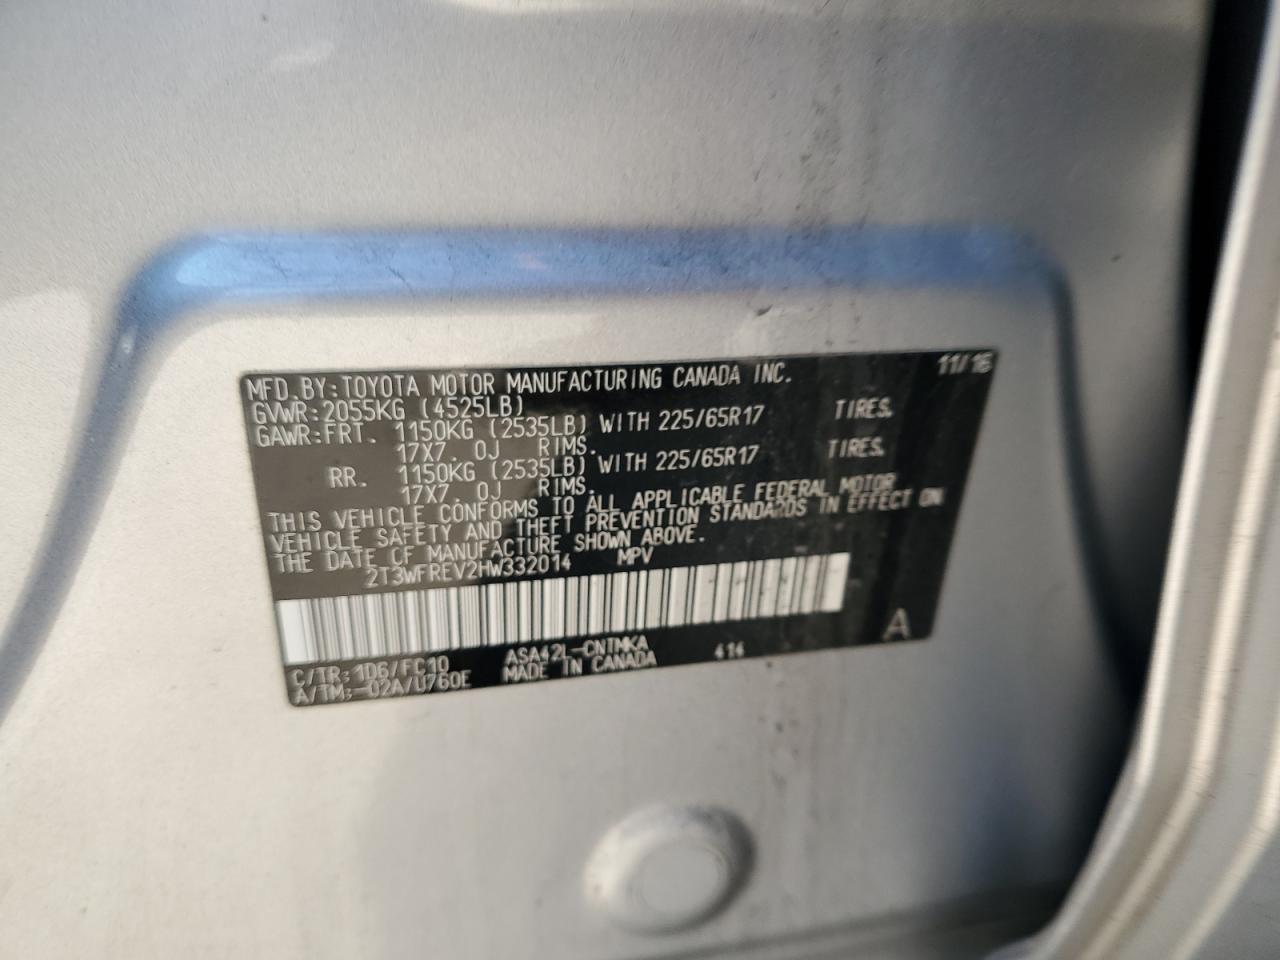 MFD.BY:TOYOTA MOTOR MANUFACTURING CANADA INC. 11/16
GVWR:2055KG (4525LB)
GAWR:FRT. 1150KG (2535LB) WITH 225/65R17 TIRES.
17X7.0J RIMS.
RR. 1150KG (2535LB) WITH 225/65R17 TIRES.
17X7.0J RIMS.
THIS VEHICLE CONFORMS TO ALL APPLICABLE FEDERAL MOTOR
VEHICLE SAFETY AND THEFT PREVENTION STANDARDS IN EFFECT ON
THE DATE OF MANUFACTURE SHOWN ABOVE.
2T3WFREV2HW332014 MPV
A
C/TR:1D6/FC10 ASA42L-CNTMKA 414
A/TM:-02A/U760E MADE IN CANADA